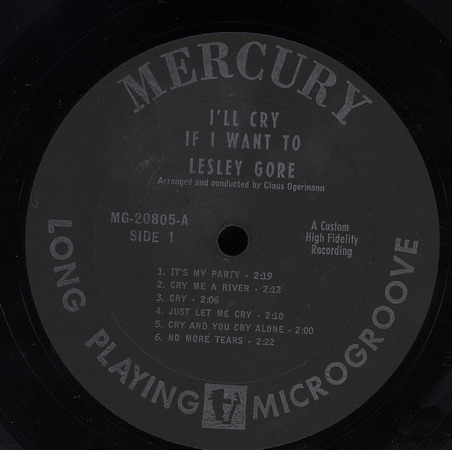 MERCURY
I'LL CRY
IF I WANT TO
LESLEY GORE
Arranged and conducted by Claus Ogermann
MG-20805-A
SIDE 1
A Custom
High Fidelity
Recording
1. IT'S MY PARTY - 2:19
2. CRY ME A RIVER - 2:12
3. CRY - 2:06
4. JUST LET ME CRY - 2:10
5. CRY AND YOU CRY ALONE - 2:00
6. NO MORE TEARS - 2:22
LONG PLAYING MICROGROOVE